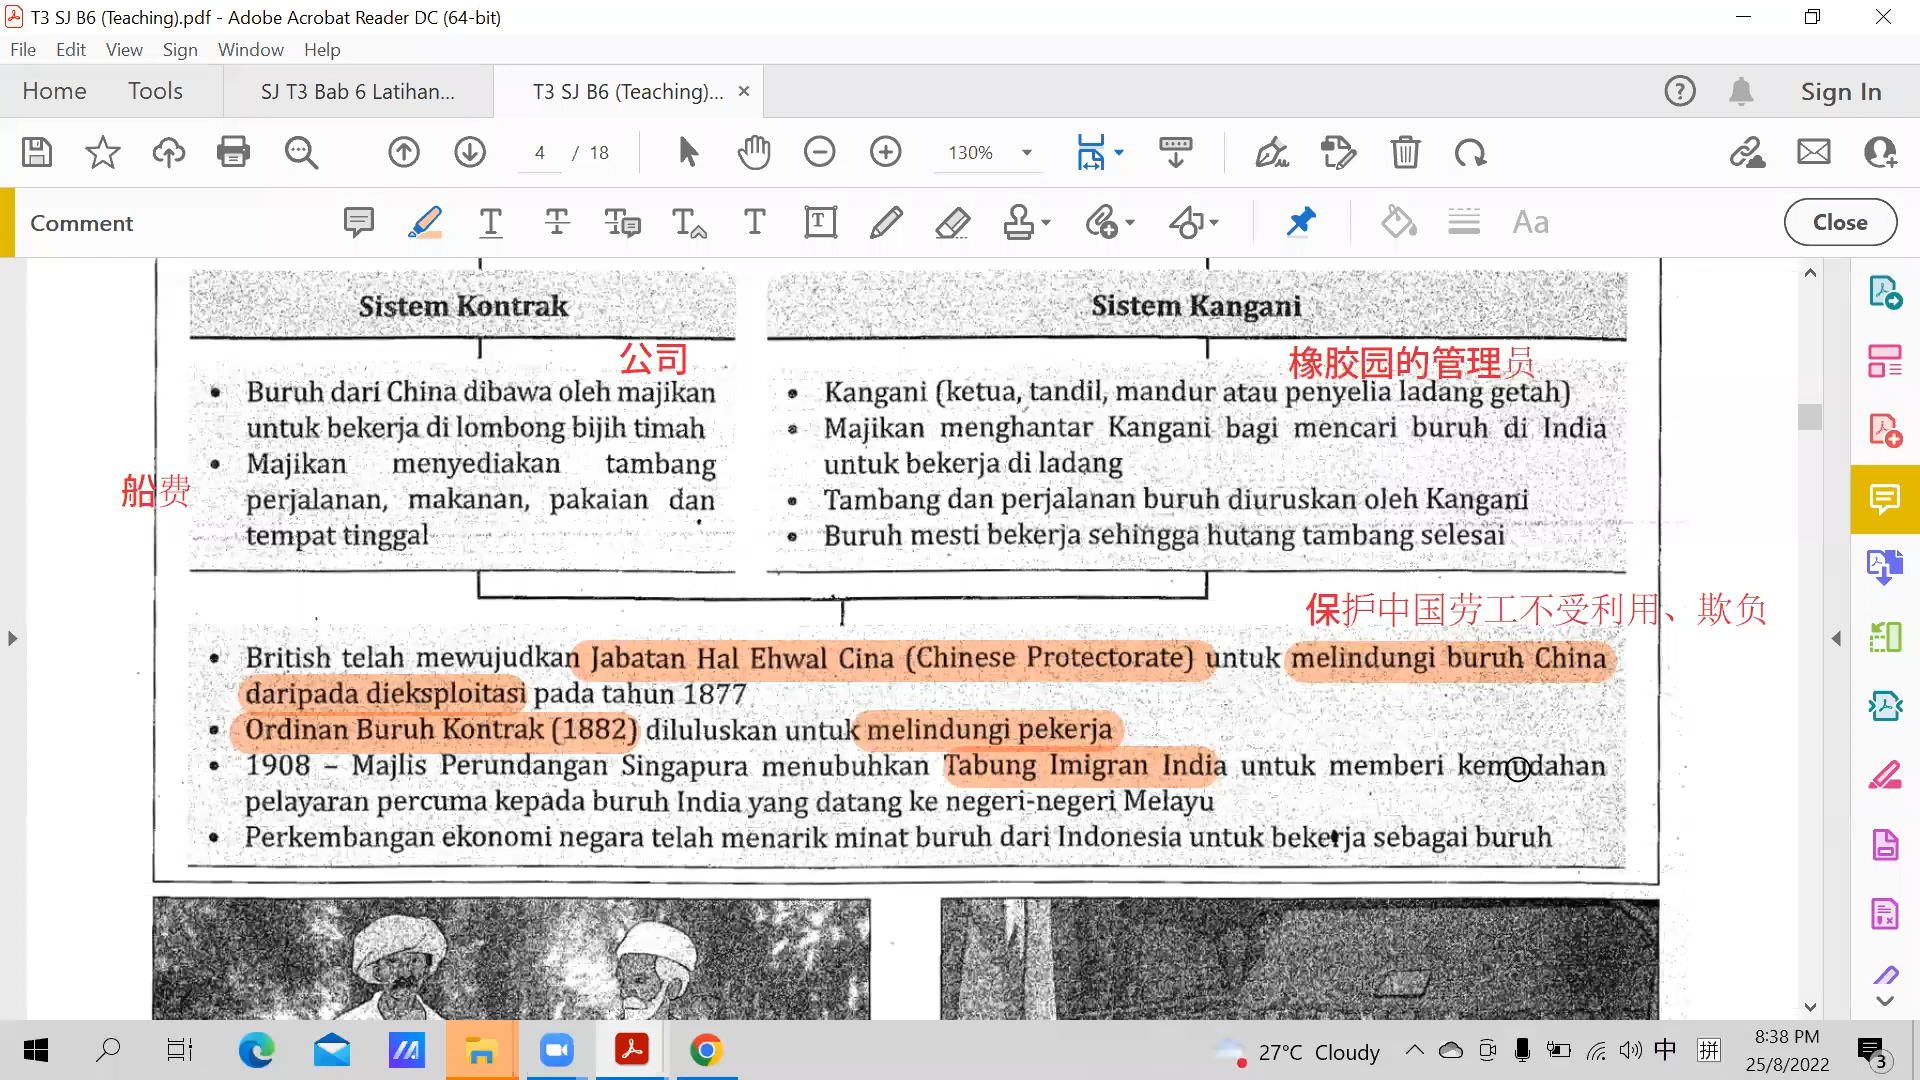 T3 SJ B6 (Teaching).pdf - Adobe Acrobat Reader DC (64-bit)
File Edit View Sign Window Help
Home Tools SJ T3 Bab 6 Latihan... T3 SJ B6 (Teaching)... × Sign In
4 / 18 130%
Comment Aa Close
Sistem Kontrak
公司
Buruh dari China dibawa oleh majikan
untuk bekerja di lombong bijih timah
Majikan menyediakan tambang
船费
perjalanan, makanan, pakaian dan
tempat tinggal
Sistem Kangani
橡胶园的管理员
Kangani (ketua, tandil, mandur atau penyelia ladang getah)
Majikan menghantar Kangani bagi mencari buruh di India
untuk bekerja di ladang
Tambang dan perjalanan buruh diuruskan oleh Kangani
Buruh mesti bekerja sehingga hutang tambang selesai
保护中国劳工不受利用、欺负
British telah mewujudkan Jabatan Hal Ehwal Cina (Chinese Protectorate) untuk melindungi buruh China
daripada dieksploitasi pada tahun 1877
Ordinan Buruh Kontrak (1882) diluluskan untuk melindungi pekerja
1908 – Majlis Perundangan Singapura menubuhkan Tabung Imigran India untuk memberi kemudahan
pelayaran percuma kepada buruh India yang datang ke negeri-negeri Melayu
Perkembangan ekonomi negara telah menarik minat buruh dari Indonesia untuk bekerja sebagai buruh
27°C Cloudy 中 拼 8:38 PM
25/8/2022 3